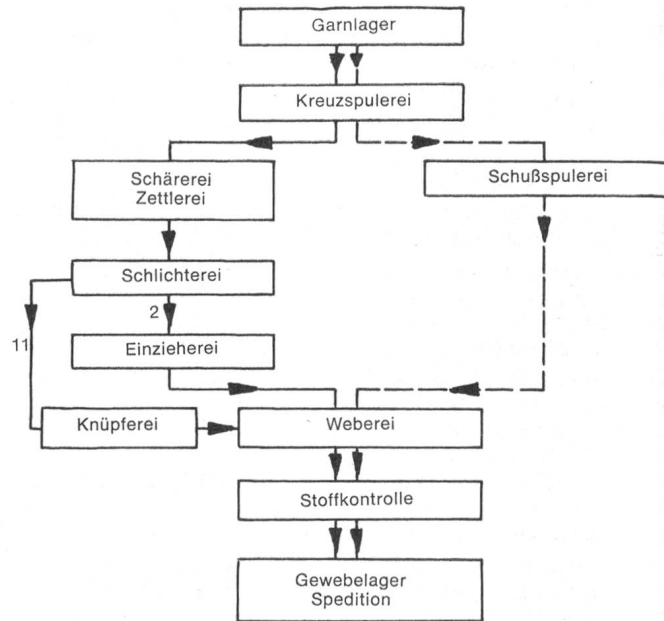 Garnlager
Kreuzspulerei
Schärerei
Zettlerei
Schußspulerei
Schlichterei
2
11
Einzieherei
Knüpferei
Weberei
Stoffkontrolle
Gewebelager
Spedition